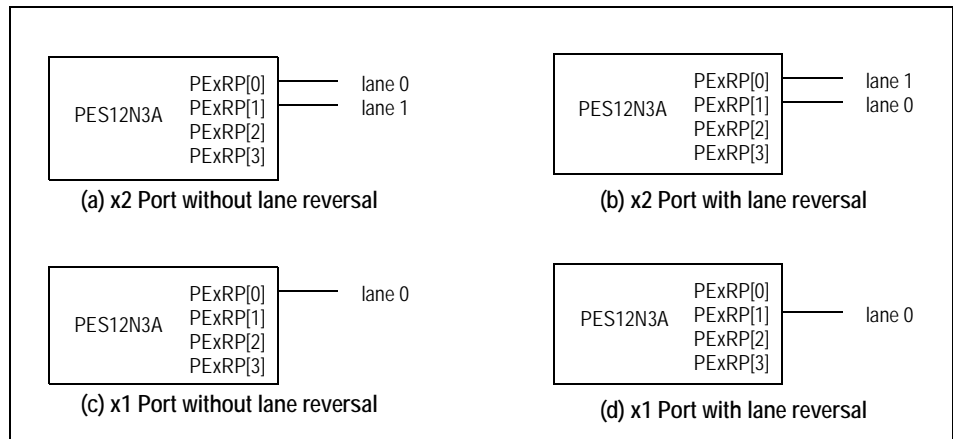 PES12N3A
PExRP[0]
PExRP[1]
PExRP[2]
PExRP[3]
lane 0
lane 1
(a) x2 Port without lane reversal
PES12N3A
PExRP[0]
PExRP[1]
PExRP[2]
PExRP[3]
lane 1
lane 0
(b) x2 Port with lane reversal
PES12N3A
PExRP[0]
PExRP[1]
PExRP[2]
PExRP[3]
lane 0
(c) x1 Port without lane reversal
PES12N3A
PExRP[0]
PExRP[1]
PExRP[2]
PExRP[3]
lane 0
(d) x1 Port with lane reversal